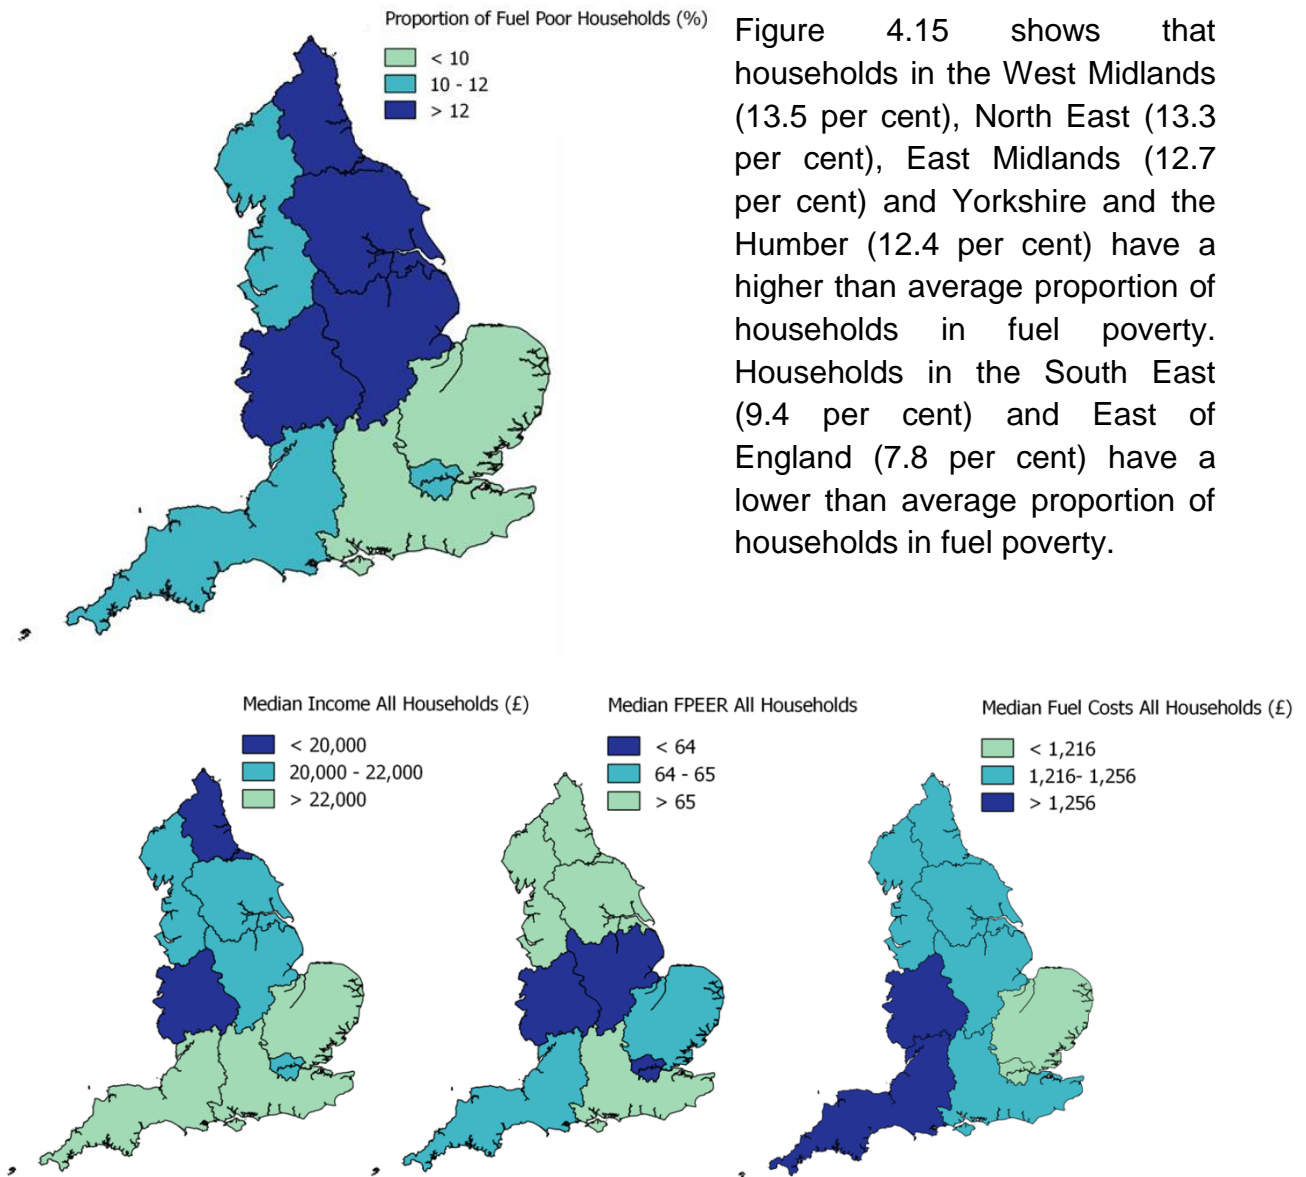 Proportion of Fuel Poor Households (%)
< 10
10 - 12
> 12
Figure 4.15 shows that
households in the West Midlands
(13.5 per cent), North East (13.3
per cent), East Midlands (12.7
per cent) and Yorkshire and the
Humber (12.4 per cent) have a
higher than average proportion of
households in fuel poverty.
Households in the South East
(9.4 per cent) and East of
England (7.8 per cent) have a
lower than average proportion of
households in fuel poverty.
Median Income All Households (£)
< 20,000
20,000 - 22,000
> 22,000
Median FPEER All Households
< 64
64 - 65
> 65
Median Fuel Costs All Households (£)
< 1,216
1,216- 1,256
> 1,256